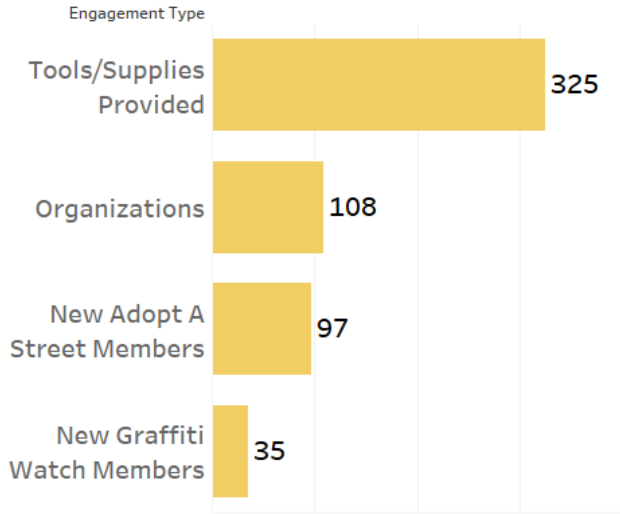 Engagement Type
Tools/Supplies
Provided
325
Organizations
108
New Adopt A
Street Members
97
New Graffiti
Watch Members
35